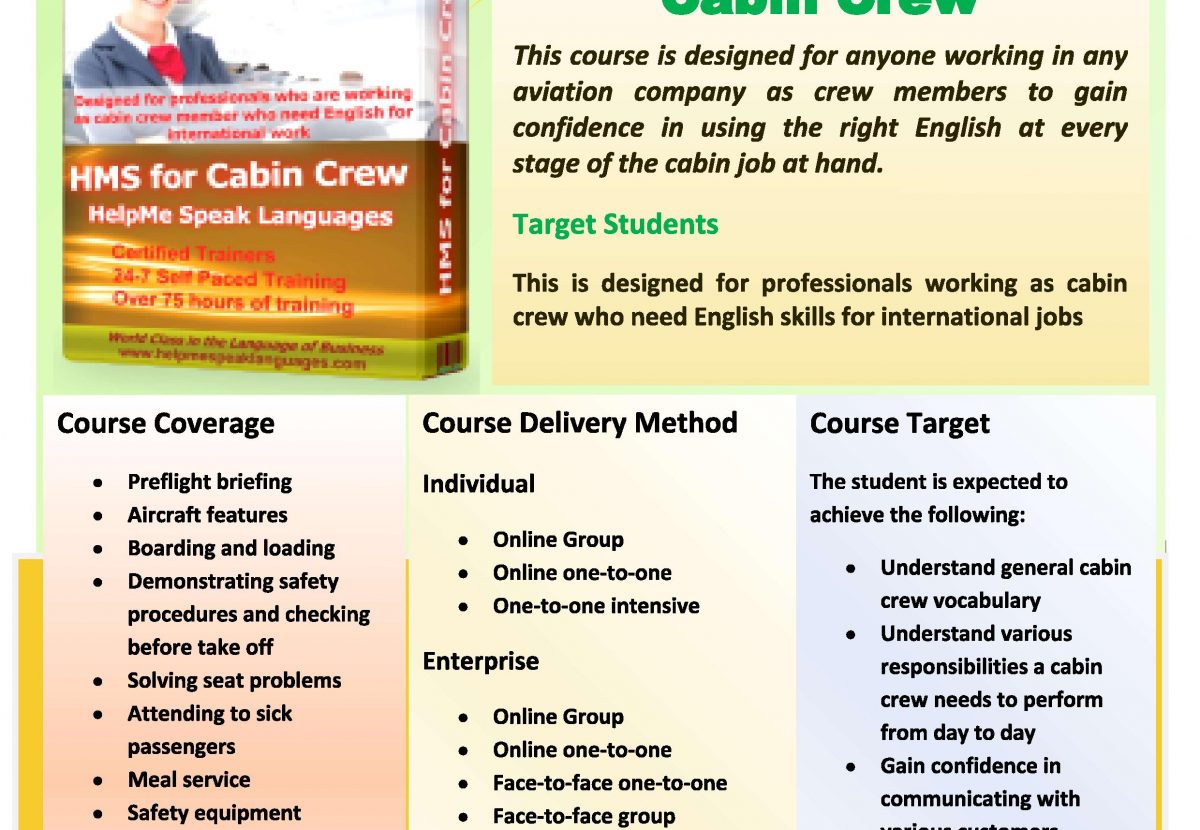 Cabin Crew
This course is designed for anyone working in any
aviation company as crew members to gain
confidence in using the right English at every
stage of the cabin job at hand.
Target Students
This is designed for professionals working as cabin
crew who need English skills for international jobs
Designed for professionals who are working
as cabin crew member who need English for
international work
HMS for Cabin Crew
HelpMe Speak Languages
Certified Trainers
24-7 Self Paced Training
Over 75 hours of training
World Class in the Language of Business
www.helpmespeaklanguages.com
HMS for Cabin Cre
Course Coverage
Preflight briefing
Aircraft features
Boarding and loading
Demonstrating safety
procedures and checking
before take off
Solving seat problems
Attending to sick
passengers
Meal service
Safety equipment
Course Delivery Method
Individual
Online Group
Online one-to-one
One-to-one intensive
Enterprise
Online Group
Online one-to-one
Face-to-face one-to-one
Face-to-face group
Course Target
The student is expected to
achieve the following:
Understand general cabin
crew vocabulary
Understand various
responsibilities a cabin
crew needs to perform
from day to day
Gain confidence in
communicating with
various customers